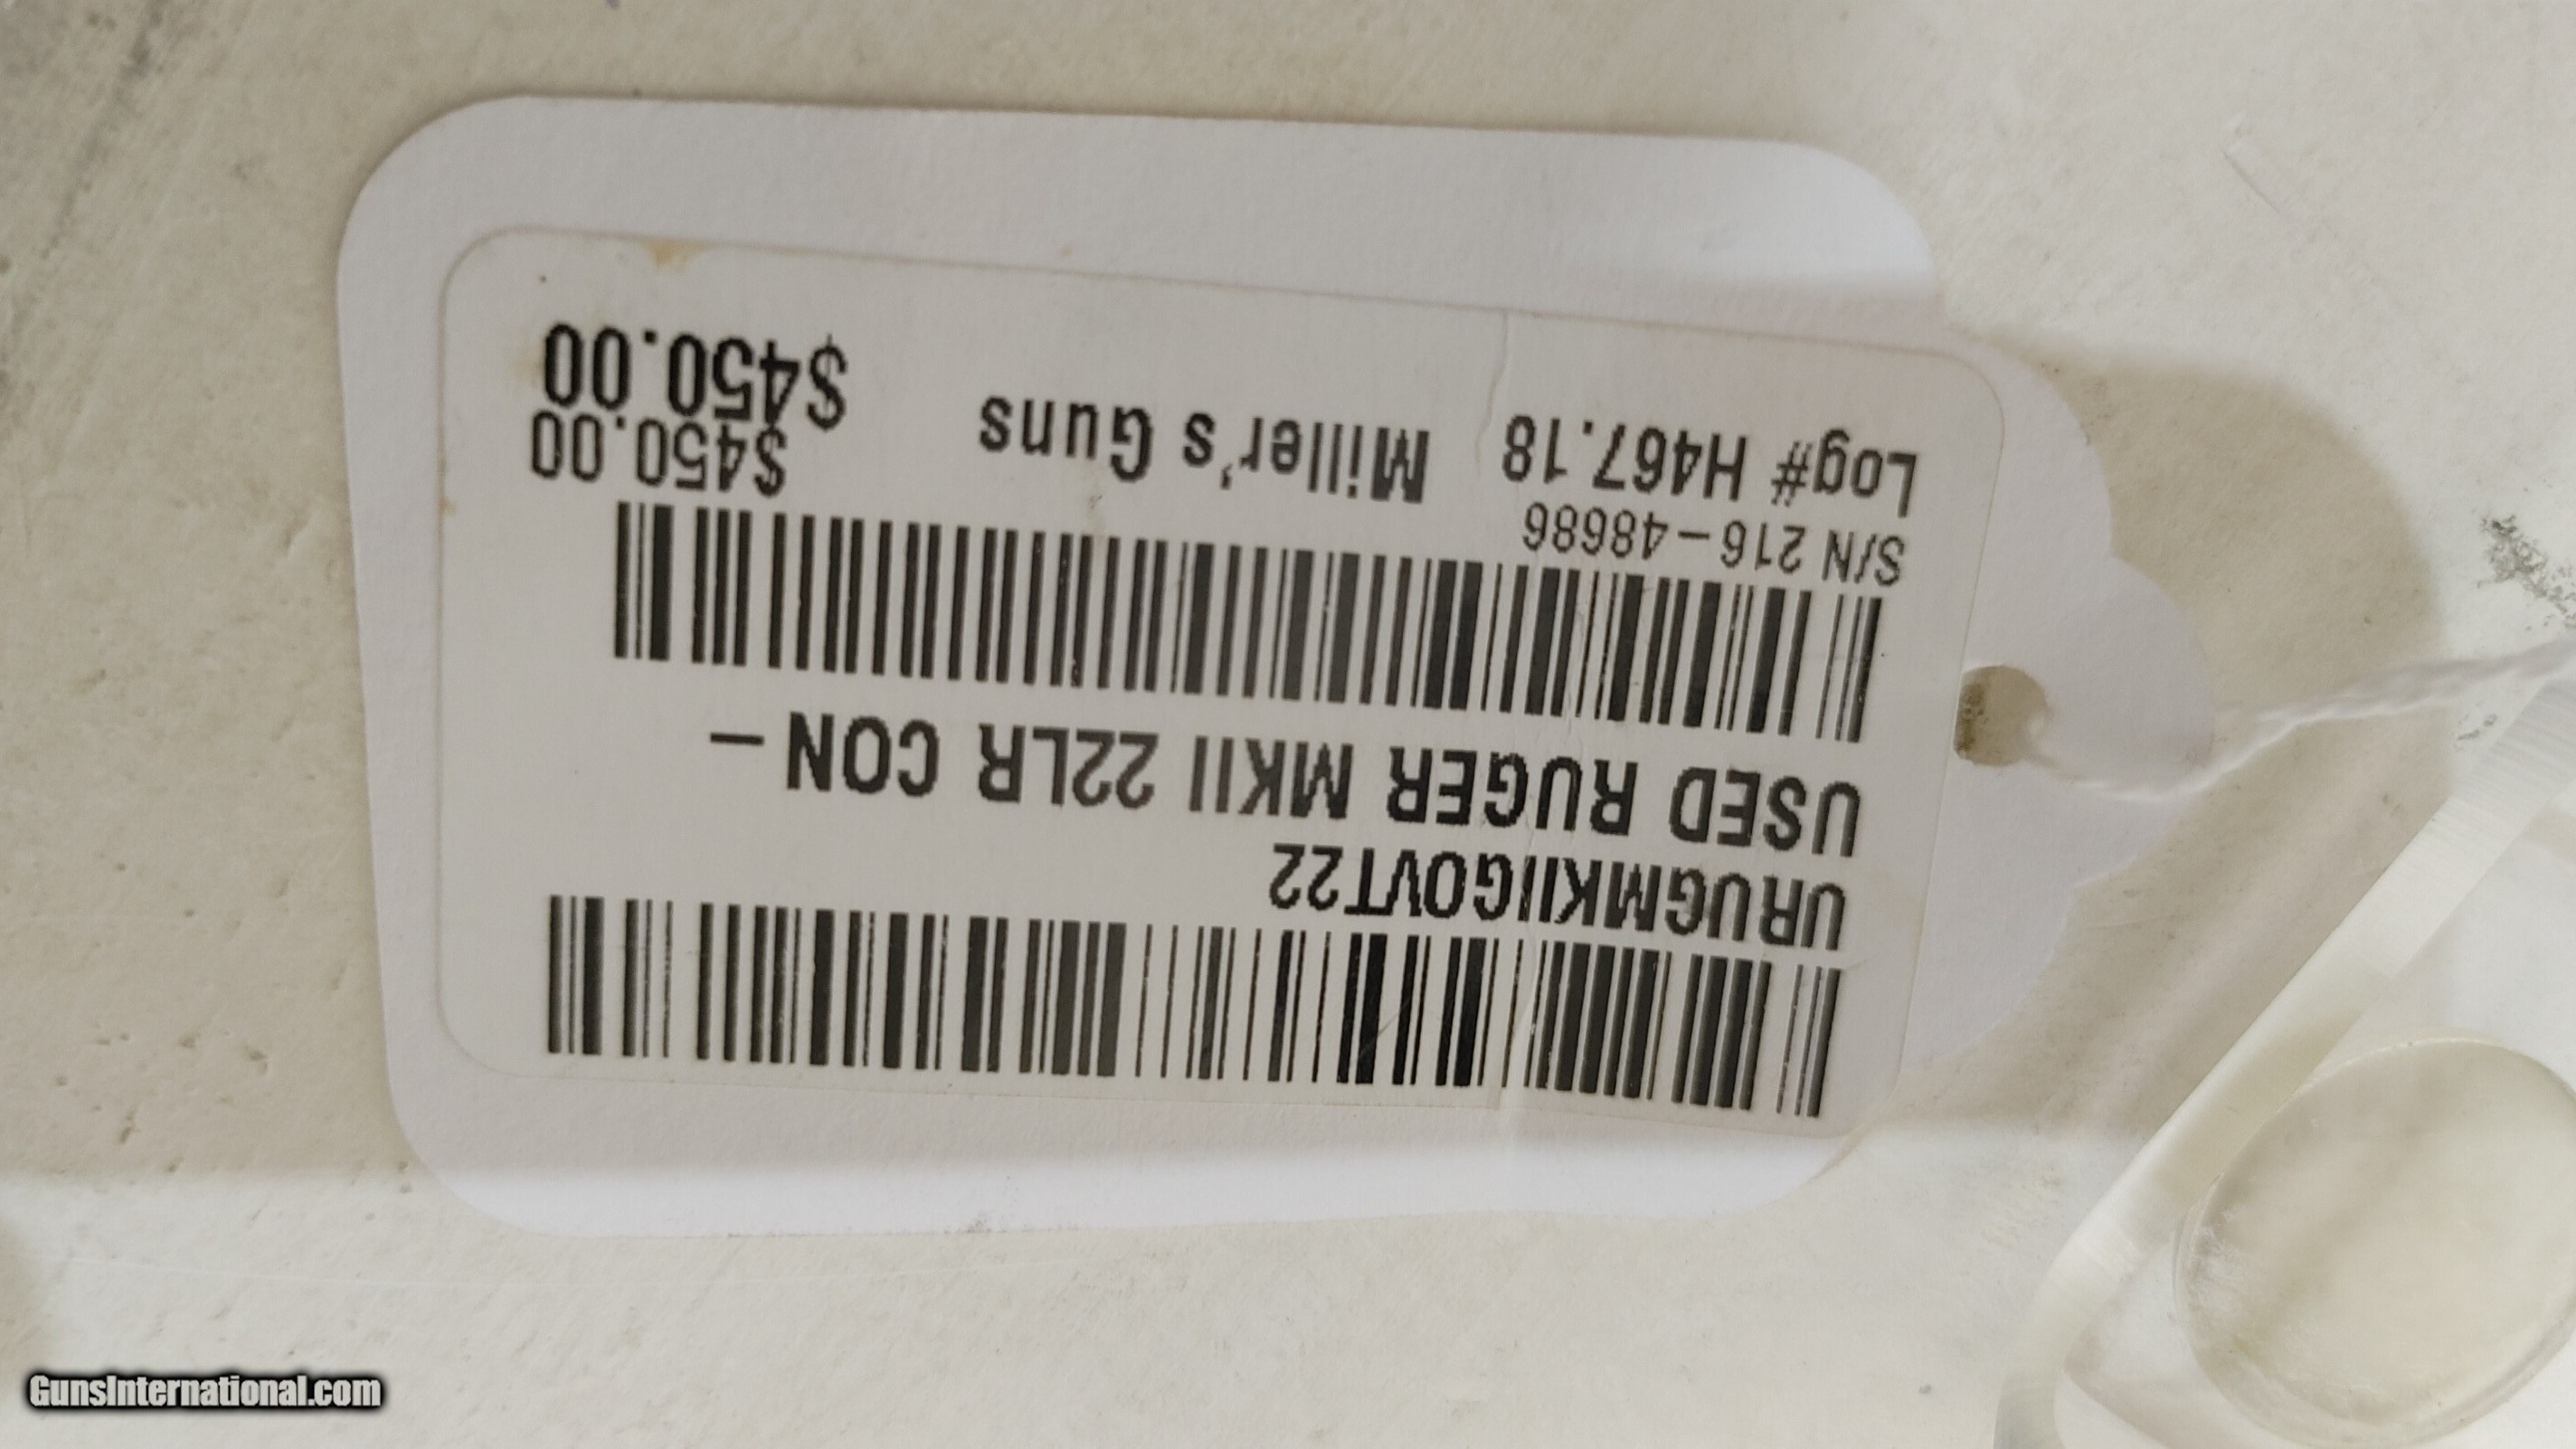 URUGMKIIGOVT22
USED RUGER MKII 22LR CON -
S/N 216-48686
Log# H467.18 Miller's Guns
$450.00
$450.00
GunsInternational.com